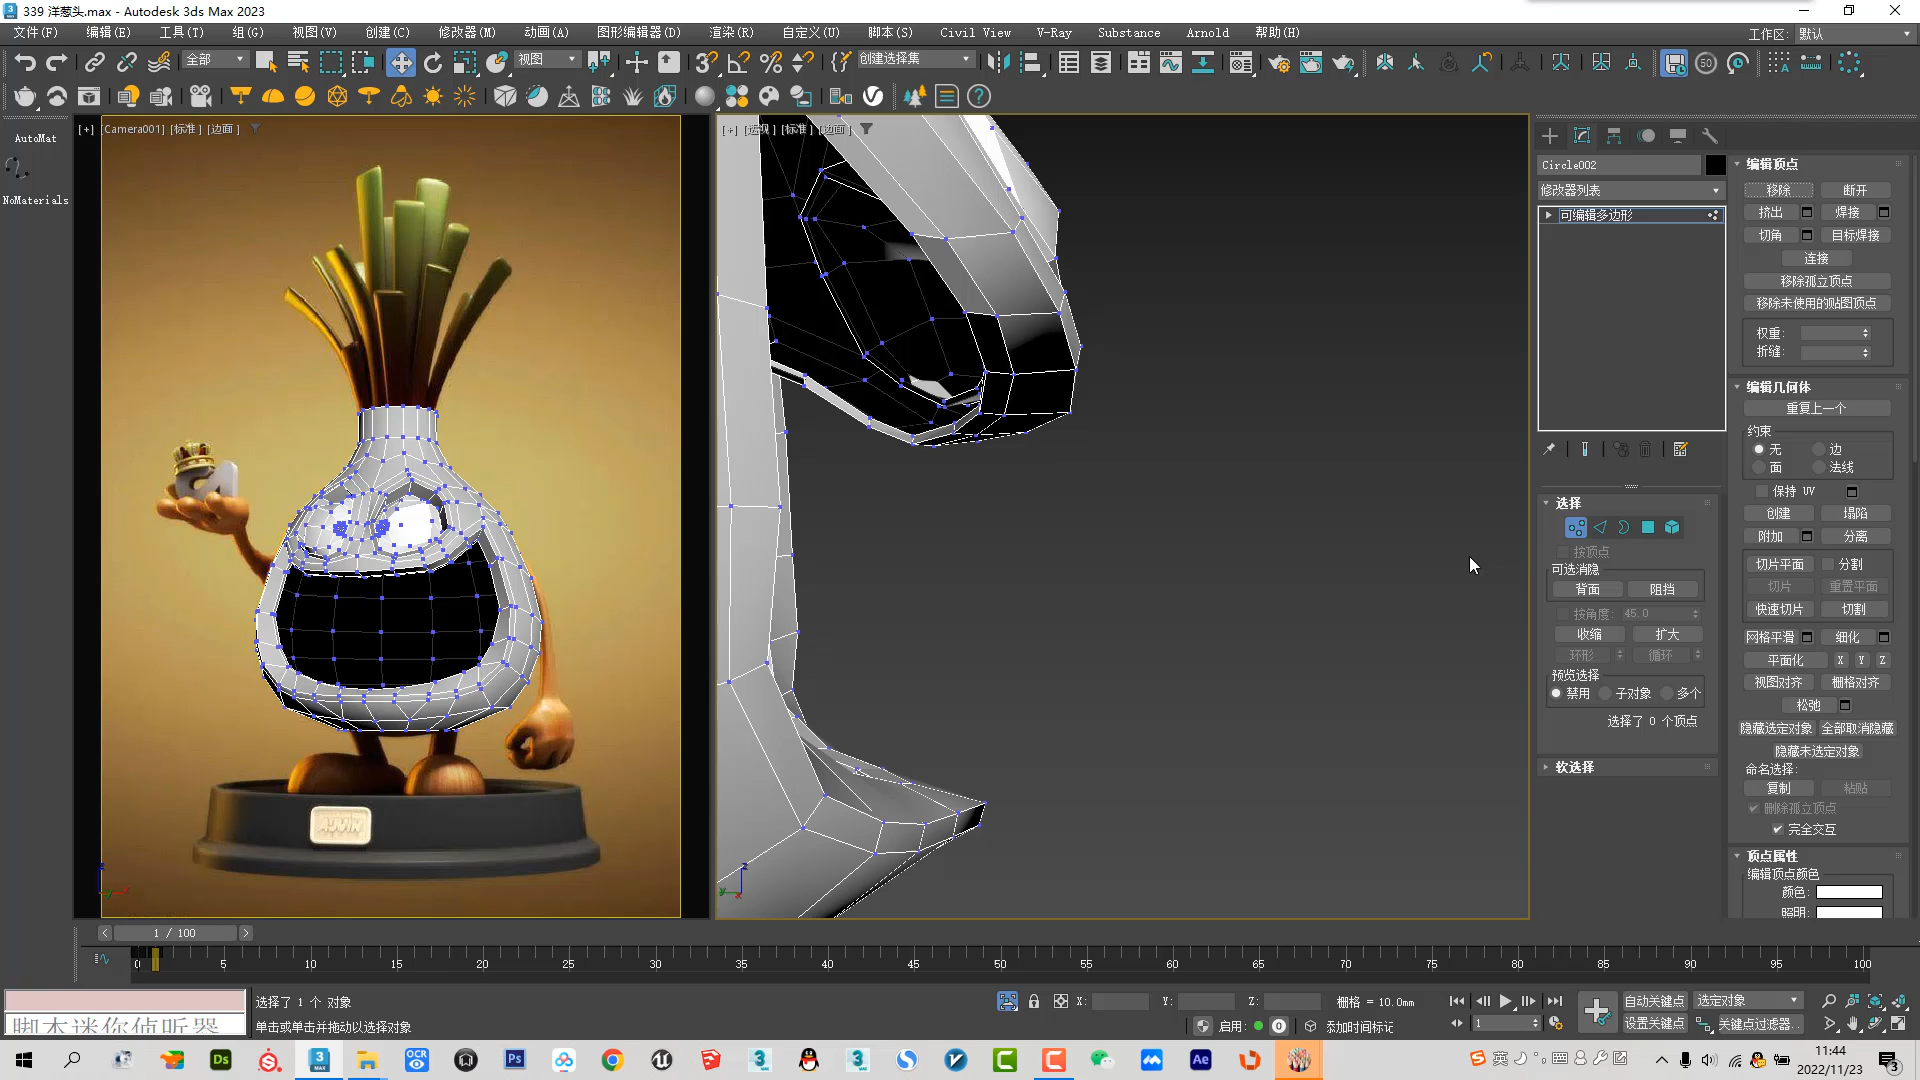 339 洋葱头.max - Autodesk 3ds Max 2023
文件(F) 编辑(E) 工具(T) 组(G) 视图(V) 创建(C) 修改器(M) 动画(A) 图形编辑器(D) 渲染(R) 自定义(U) 脚本(S) Civil View V-Ray Substance Arnold 帮助(H)
工作区: 默认
全部 视图 创建选择集
AutoMat
NoMaterials
[+] [Camera001] [标准] [边面]
[+] [透视] [标准] [边面]
Circle002
修改器列表
可编辑多边形
选择
按顶点
可选消隐
背面 阻挡
按角度: 45.0
收缩 扩大
环形 循环
预览选择
禁用 子对象 多个
选择了 0 个顶点
软选择
编辑顶点
移除 断开
挤出 焊接
切角 目标焊接
连接
移除孤立顶点
移除未使用的贴图顶点
权重:
折缝:
编辑几何体
重复上一个
约束
无 边
面 法线
保持 UV
创建 塌陷
附加 分离
切片平面 分割
切片 重置平面
快速切片 切割
网格平滑 细化
平面化 X Y Z
视图对齐 栅格对齐
松弛
隐藏选定对象 全部取消隐藏
隐藏未选定对象
命名选择:
复制 粘贴
删除孤立顶点
完全交互
顶点属性
编辑顶点颜色
颜色:
照明:
1 / 100
0 5 10 15 20 25 30 35 40 45 50 55 60 65 70 75 80 85 90 95 100
选择了 1 个 对象
单击或单击并拖动以选择对象
脚本迷你侦听器
X: Y: Z: 栅格 = 10.0mm
启用: 0 添加时间标记
1
自动关键点 选定对象
设置关键点 关键点过滤器...
英
11:44
2022/11/23
3